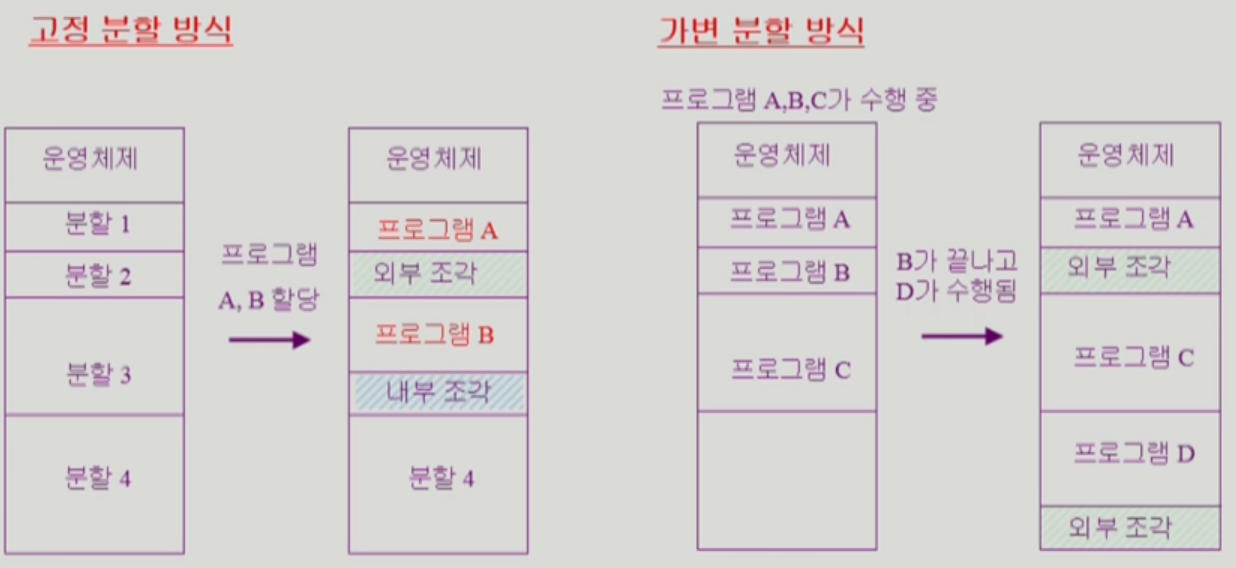 고정 분할 방식
운영체제
분할 1
분할 2
분할 3
분할 4
프로그램
A, B 할당
운영체제
프로그램 A
외부 조각
프로그램 B
내부 조각
분할 4
가변 분할 방식
프로그램 A,B,C가 수행 중
운영체제
프로그램 A
프로그램 B
프로그램 C
B가 끝나고
D가 수행됨
운영체제
프로그램 A
외부 조각
프로그램 C
프로그램 D
외부 조각